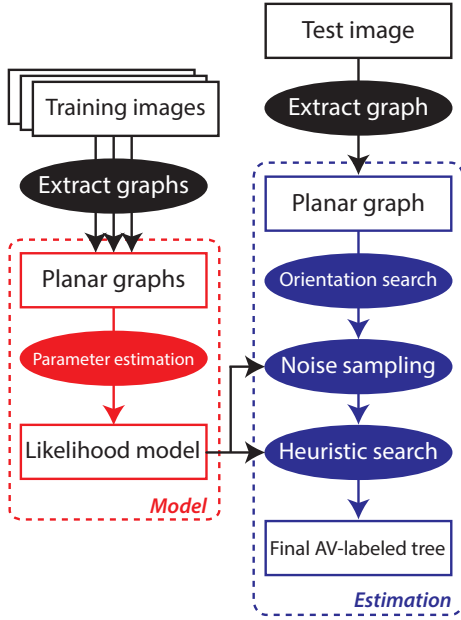 Training images
Extract graphs
Planar graphs
Parameter estimation
Likelihood model
Model
Test image
Extract graph
Planar graph
Orientation search
Noise sampling
Heuristic search
Final AV-labeled tree
Estimation